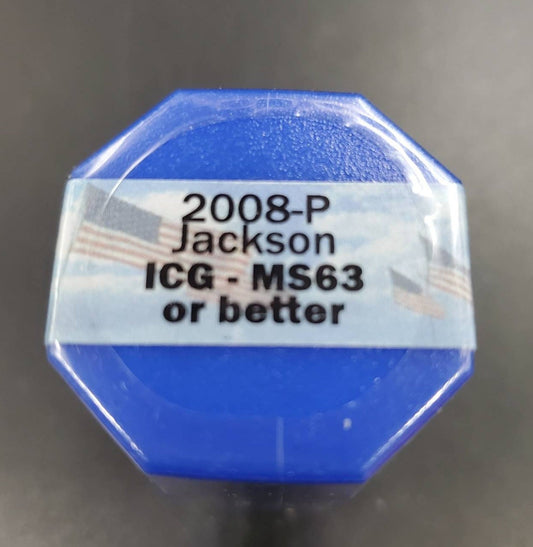 2008-P
Jackson
ICG - MS63
or better